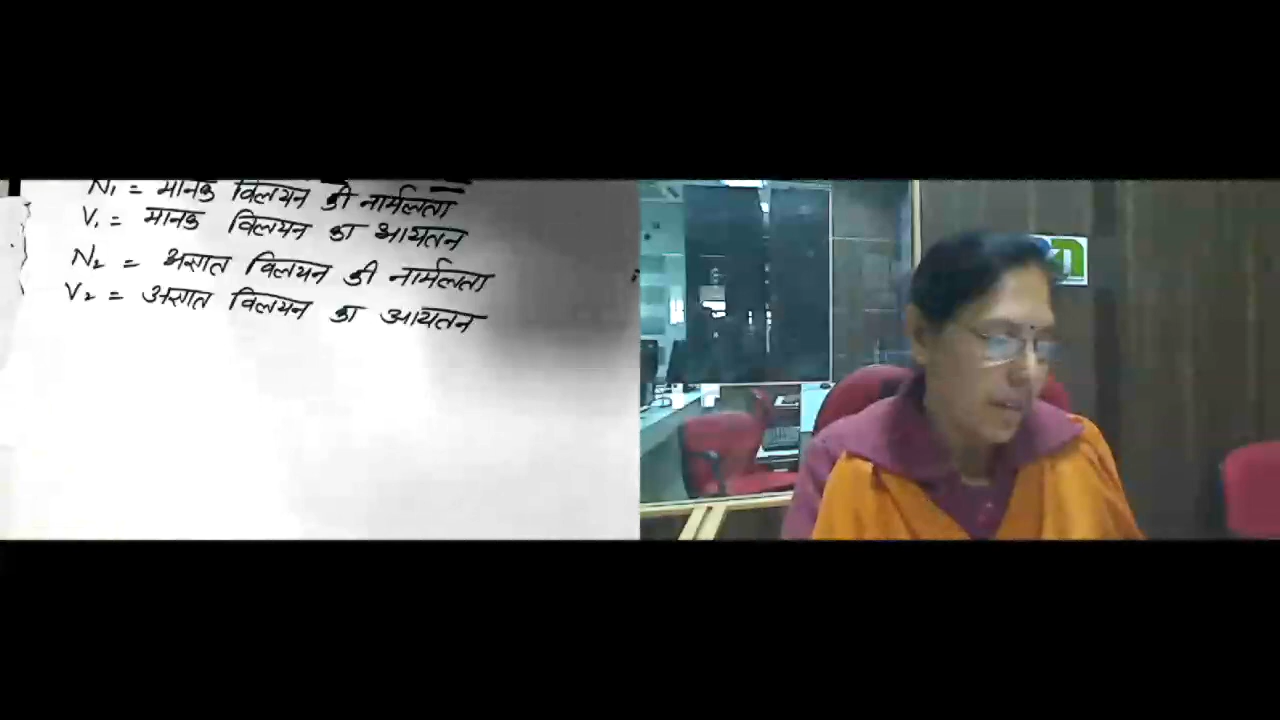 N₁ = मानक विलयन की नार्मलता
V₁ = मानक विलयन का आयतन
N₂ = अज्ञात विलयन की नार्मलता
V₂ = अज्ञात विलयन का आयतन